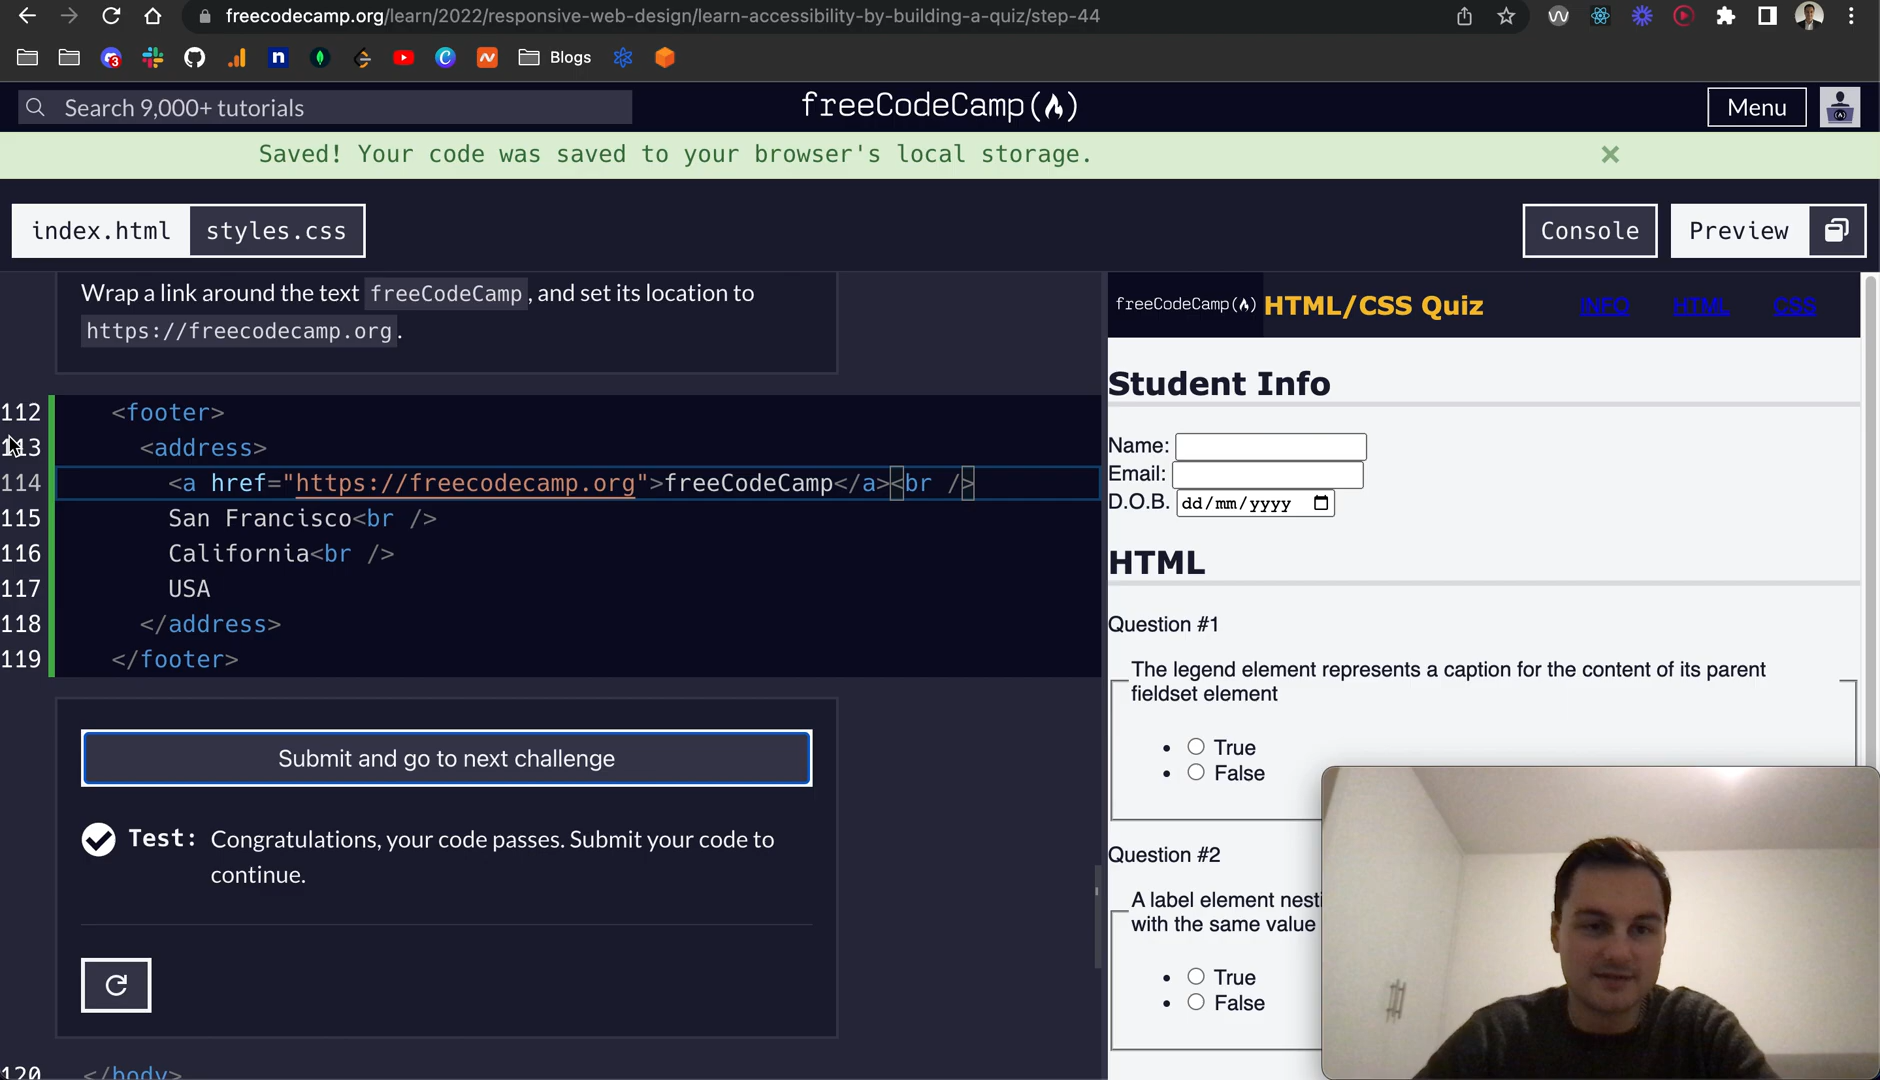 freecodecamp.org/learn/2022/responsive-web-design/learn-accessibility-by-building-a-quiz/step-44
3
n
Blogs
Search 9,000+ tutorials
freeCodeCamp(🔥)
Menu
Saved! Your code was saved to your browser's local storage.
×
index.html
styles.css
Console
Preview
Wrap a link around the text freeCodeCamp, and set its location to
https://freecodecamp.org.
112 <footer>
113 <address>
114 <a href="https://freecodecamp.org">freeCodeCamp</a><br />
115 San Francisco<br />
116 California<br />
117 USA
118 </address>
119 </footer>
Submit and go to next challenge
Test: Congratulations, your code passes. Submit your code to
continue.
120 </body>
freeCodeCamp(🔥) HTML/CSS Quiz INFO HTML CSS
Student Info
Name:
Email:
D.O.B. dd/mm/yyyy
HTML
Question #1
The legend element represents a caption for the content of its parent
fieldset element
True
False
Question #2
A label element nesti
with the same value
True
False